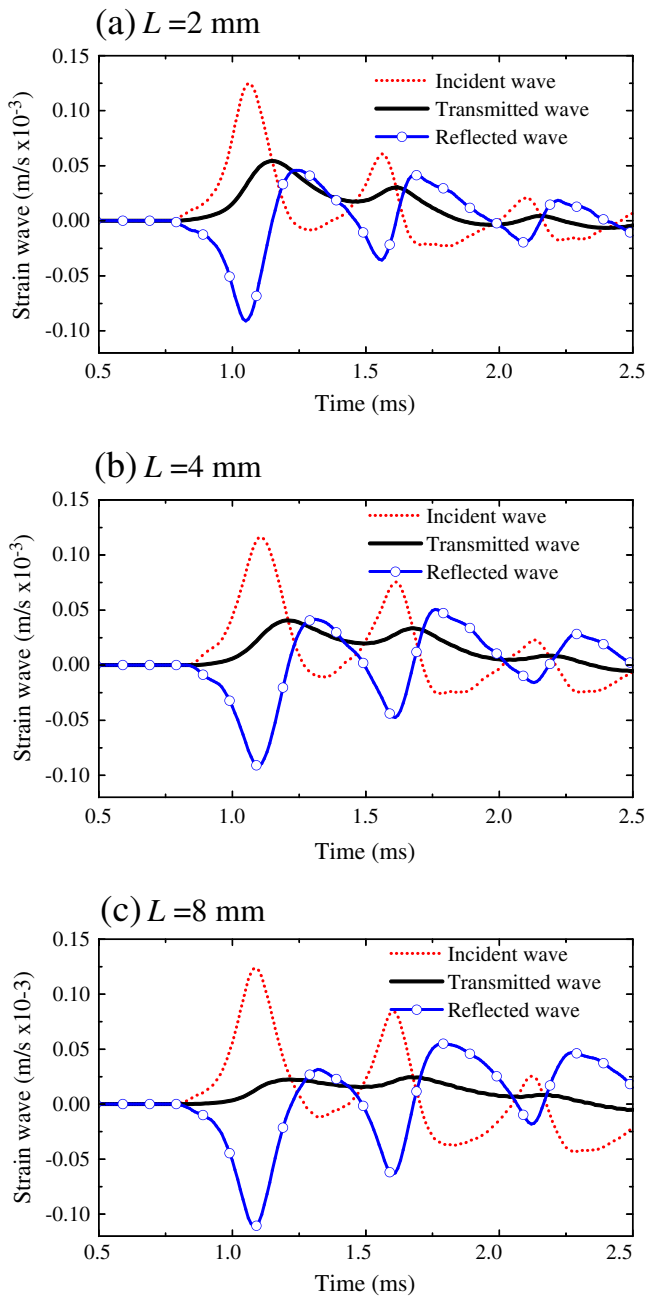 (a) L =2 mm
0.15
0.10
0.05
0.00
-0.05
-0.10
Strain wave (m/s x10⁻³)
Incident wave
Transmitted wave
Reflected wave
0.5 1.0 1.5 2.0 2.5
Time (ms)
(b) L =4 mm
0.15
0.10
0.05
0.00
-0.05
-0.10
Strain wave (m/s x10⁻³)
Incident wave
Transmitted wave
Reflected wave
0.5 1.0 1.5 2.0 2.5
Time (ms)
(c) L =8 mm
0.15
0.10
0.05
0.00
-0.05
-0.10
Strain wave (m/s x10-3)
Incident wave
Transmitted wave
Reflected wave
0.5 1.0 1.5 2.0 2.5
Time (ms)